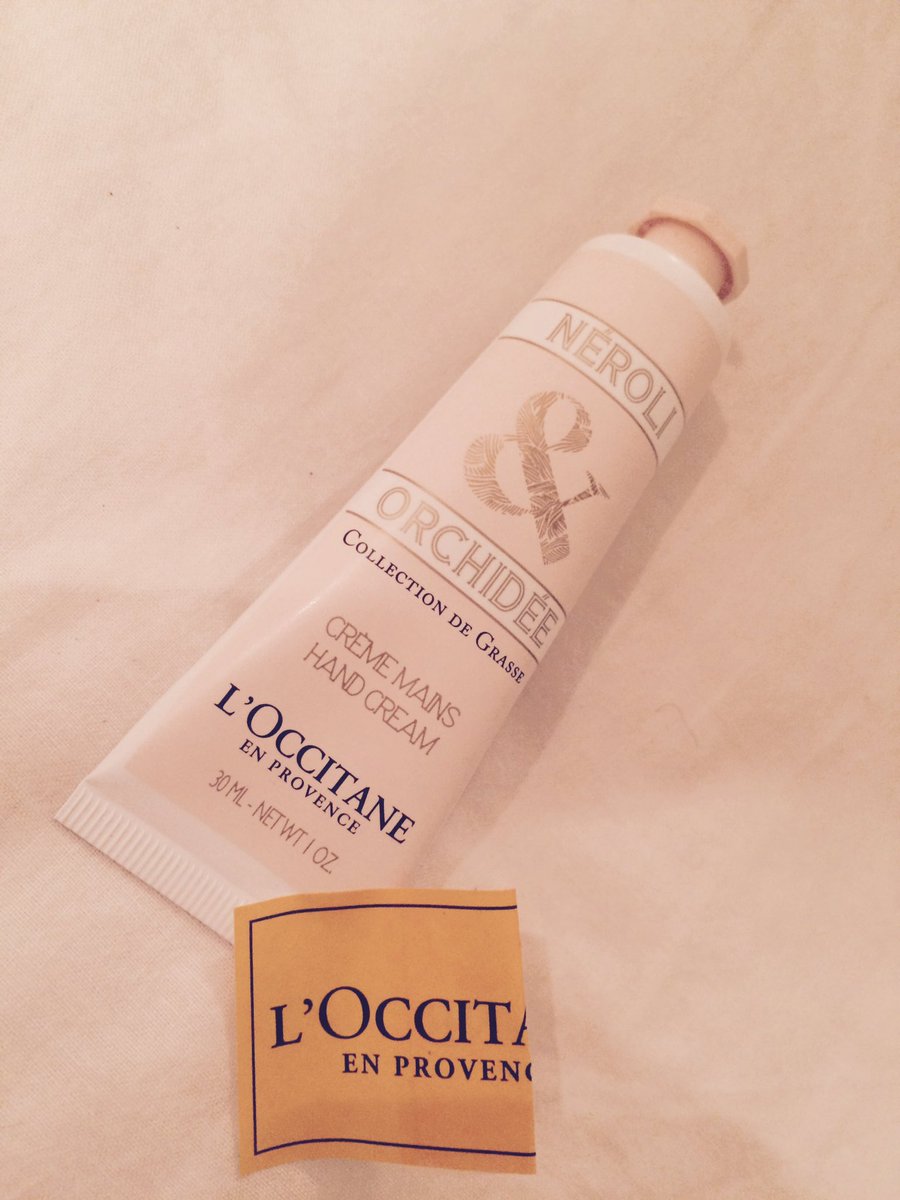 NÉROLI
&
ORCHIDÉE
COLLECTION DE GRASSE
CRÈME MAINS
HAND CREAM
L'OCCITANE
EN PROVENCE
30 ML - NET WT 1 OZ.
L'OCCITA
EN PROVENC